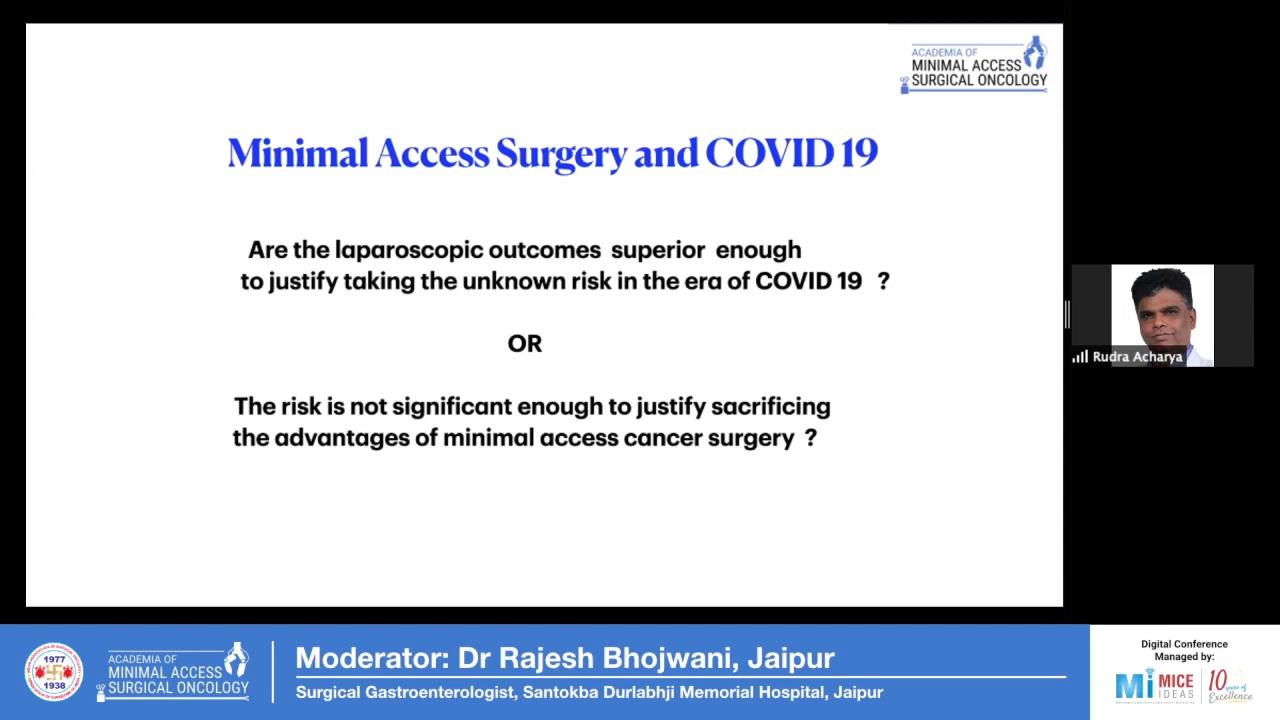 ACADEMIA OF
MINIMAL ACCESS
SURGICAL ONCOLOGY
Minimal Access Surgery and COVID 19
Are the laparoscopic outcomes superior enough
to justify taking the unknown risk in the era of COVID 19 ?
OR
The risk is not significant enough to justify sacrificing
the advantages of minimal access cancer surgery ?
Rudra Acharya
1977
1938
ACADEMIA OF
MINIMAL ACCESS
SURGICAL ONCOLOGY
Moderator: Dr Rajesh Bhojwani, Jaipur
Surgical Gastroenterologist, Santokba Durlabhji Memorial Hospital, Jaipur
Digital Conference
Managed by:
Mi MICE
IDEAS
10 years of
Excellence